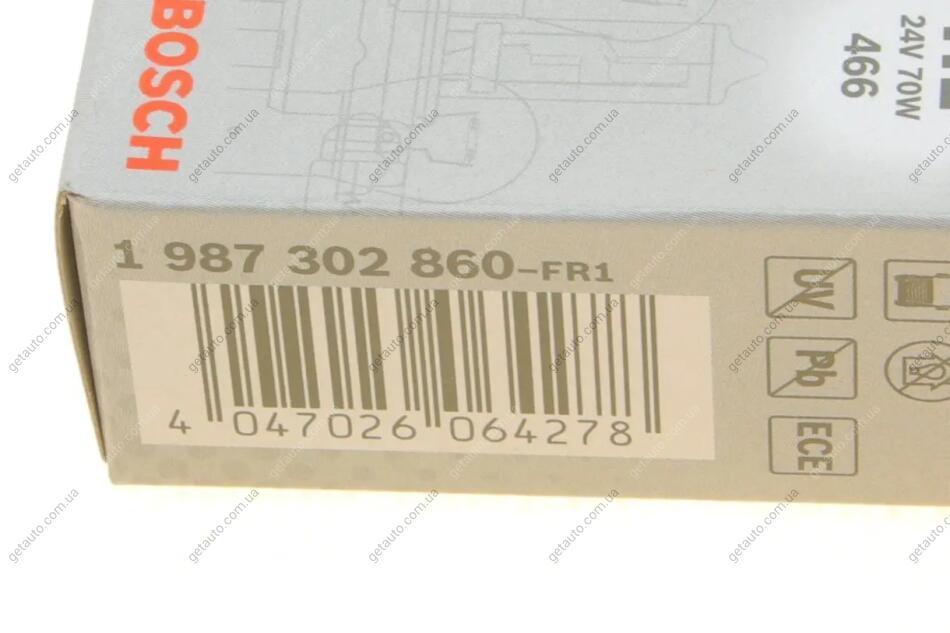 BOSCH
24V 70W
466
1 987 302 860-FR1
4 047026 064278
UV
Pb
ECE
getauto.com.ua